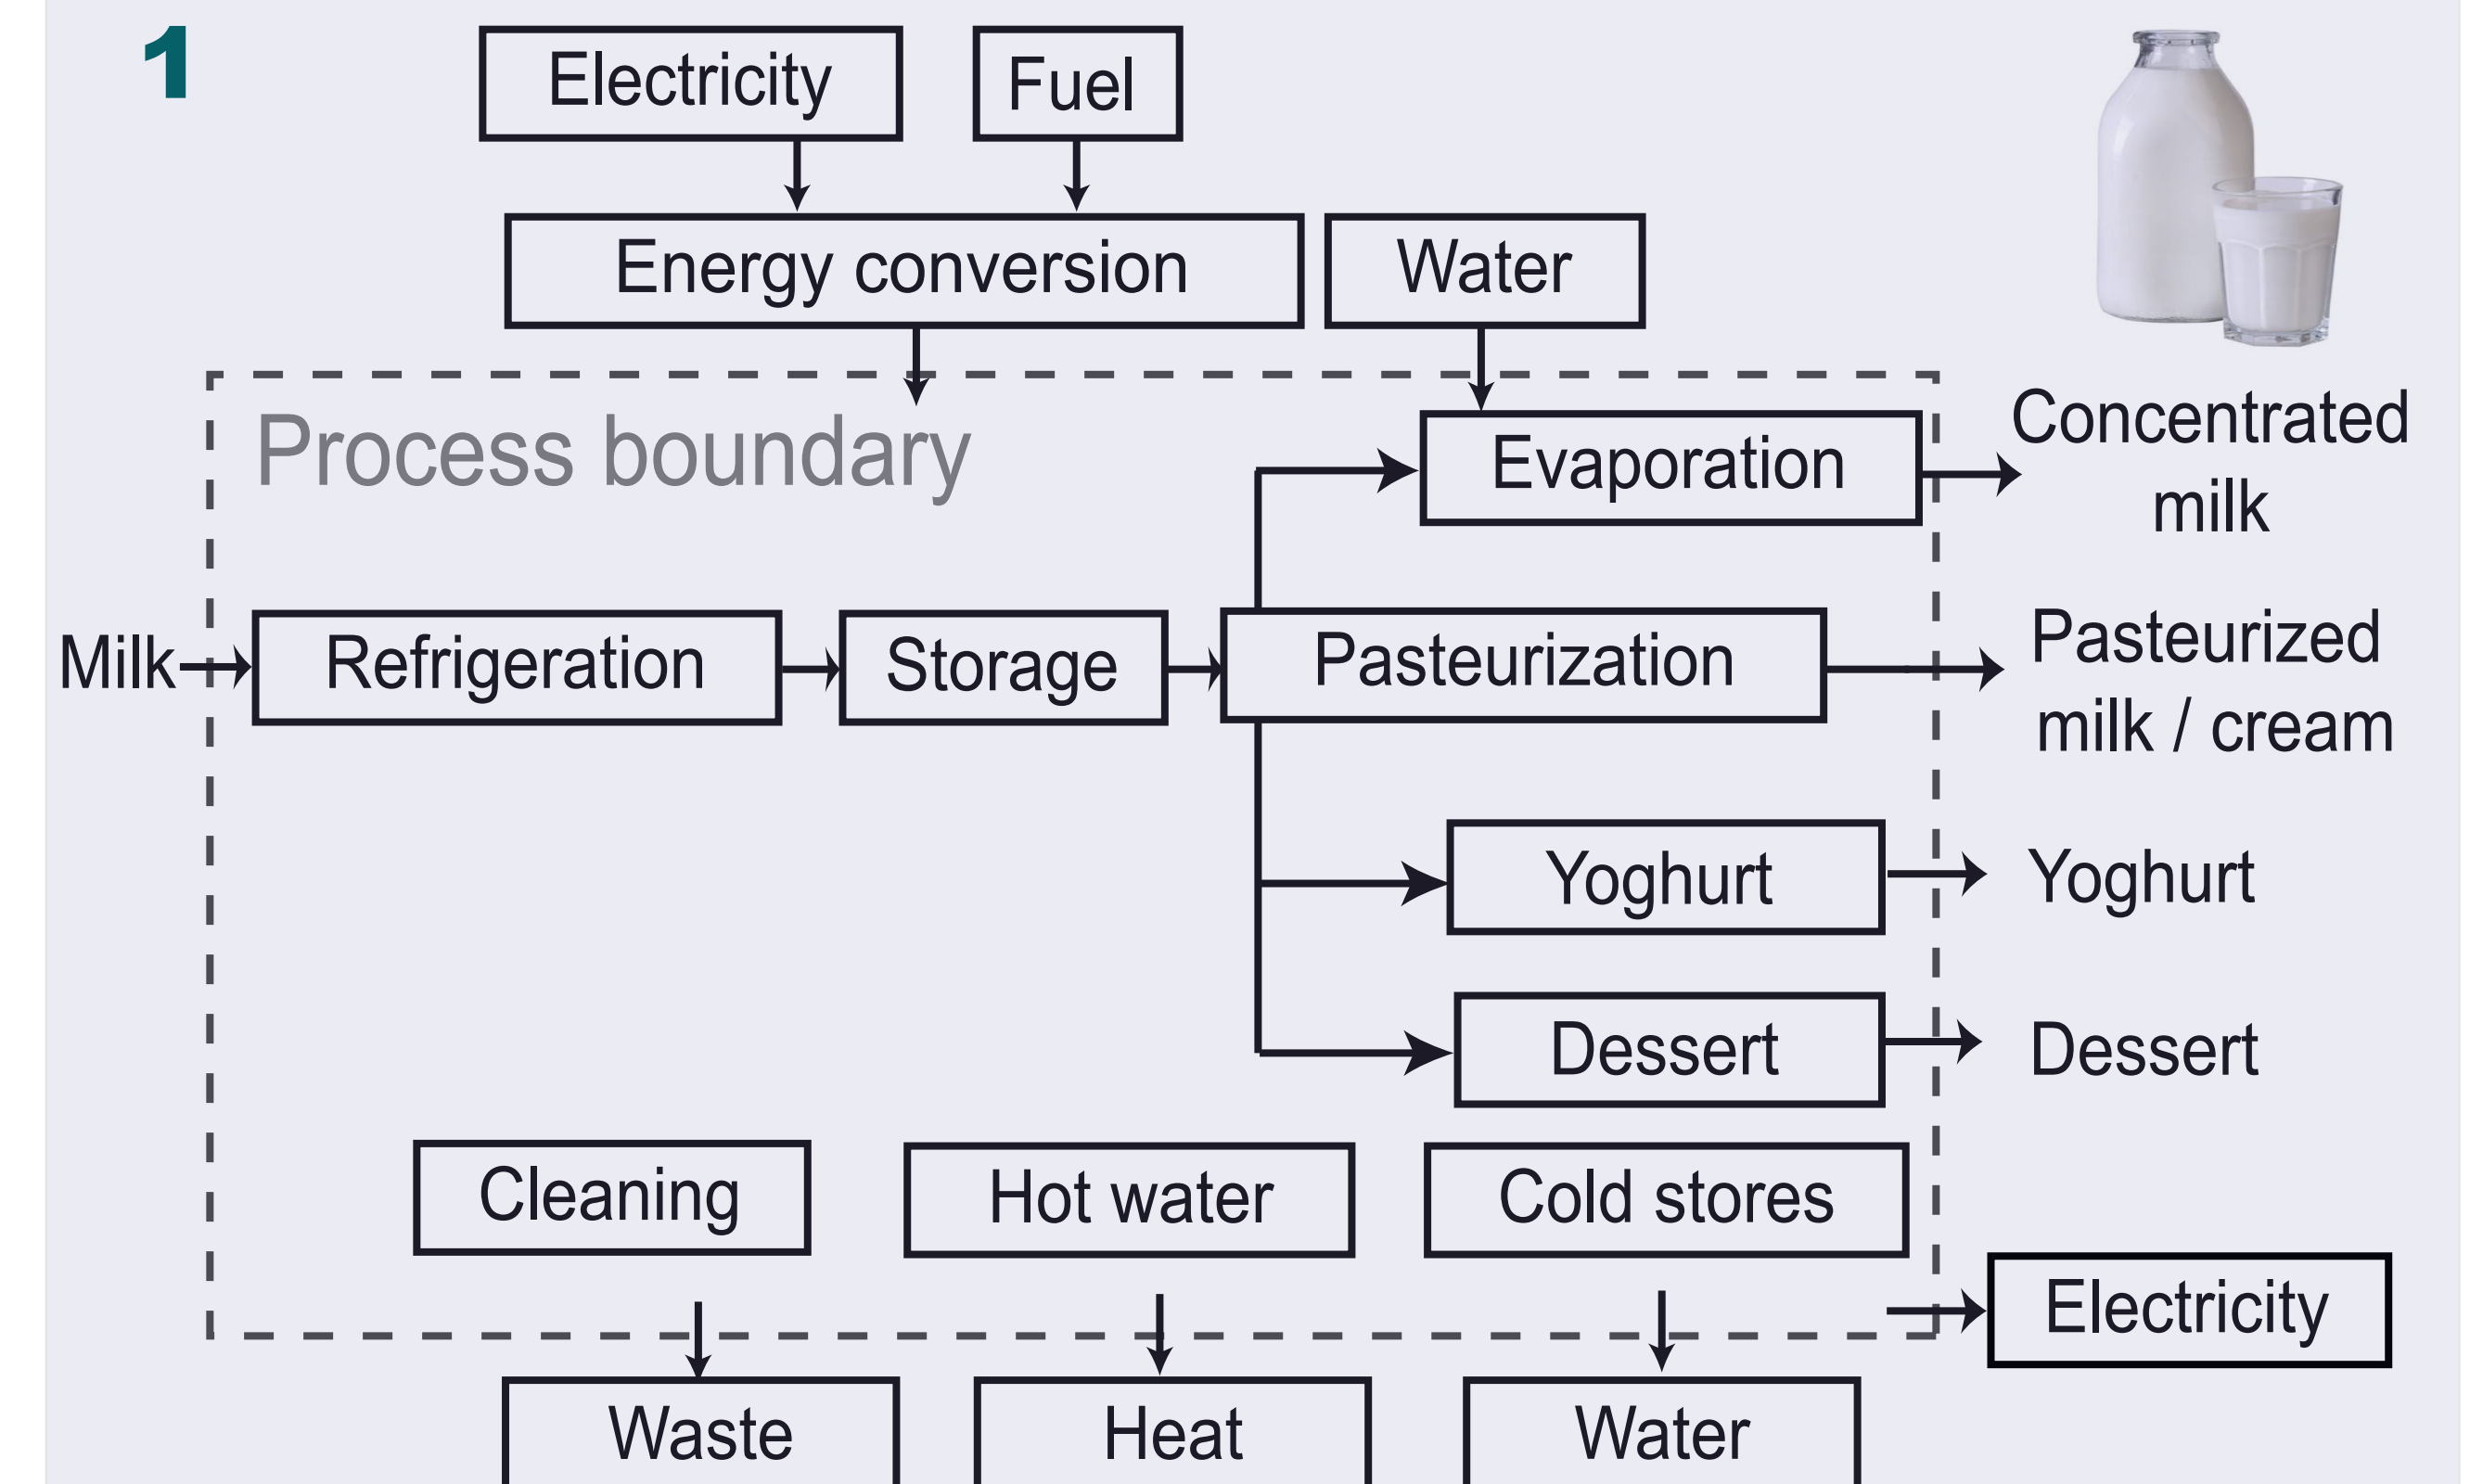 1
Electricity
Fuel
Energy conversion
Water
Process boundary
Evaporation
Concentrated
milk
Milk
Refrigeration
Storage
Pasteurization
Pasteurized
milk / cream
Yoghurt
Yoghurt
Dessert
Dessert
Cleaning
Hot water
Cold stores
Electricity
Waste
Heat
Water